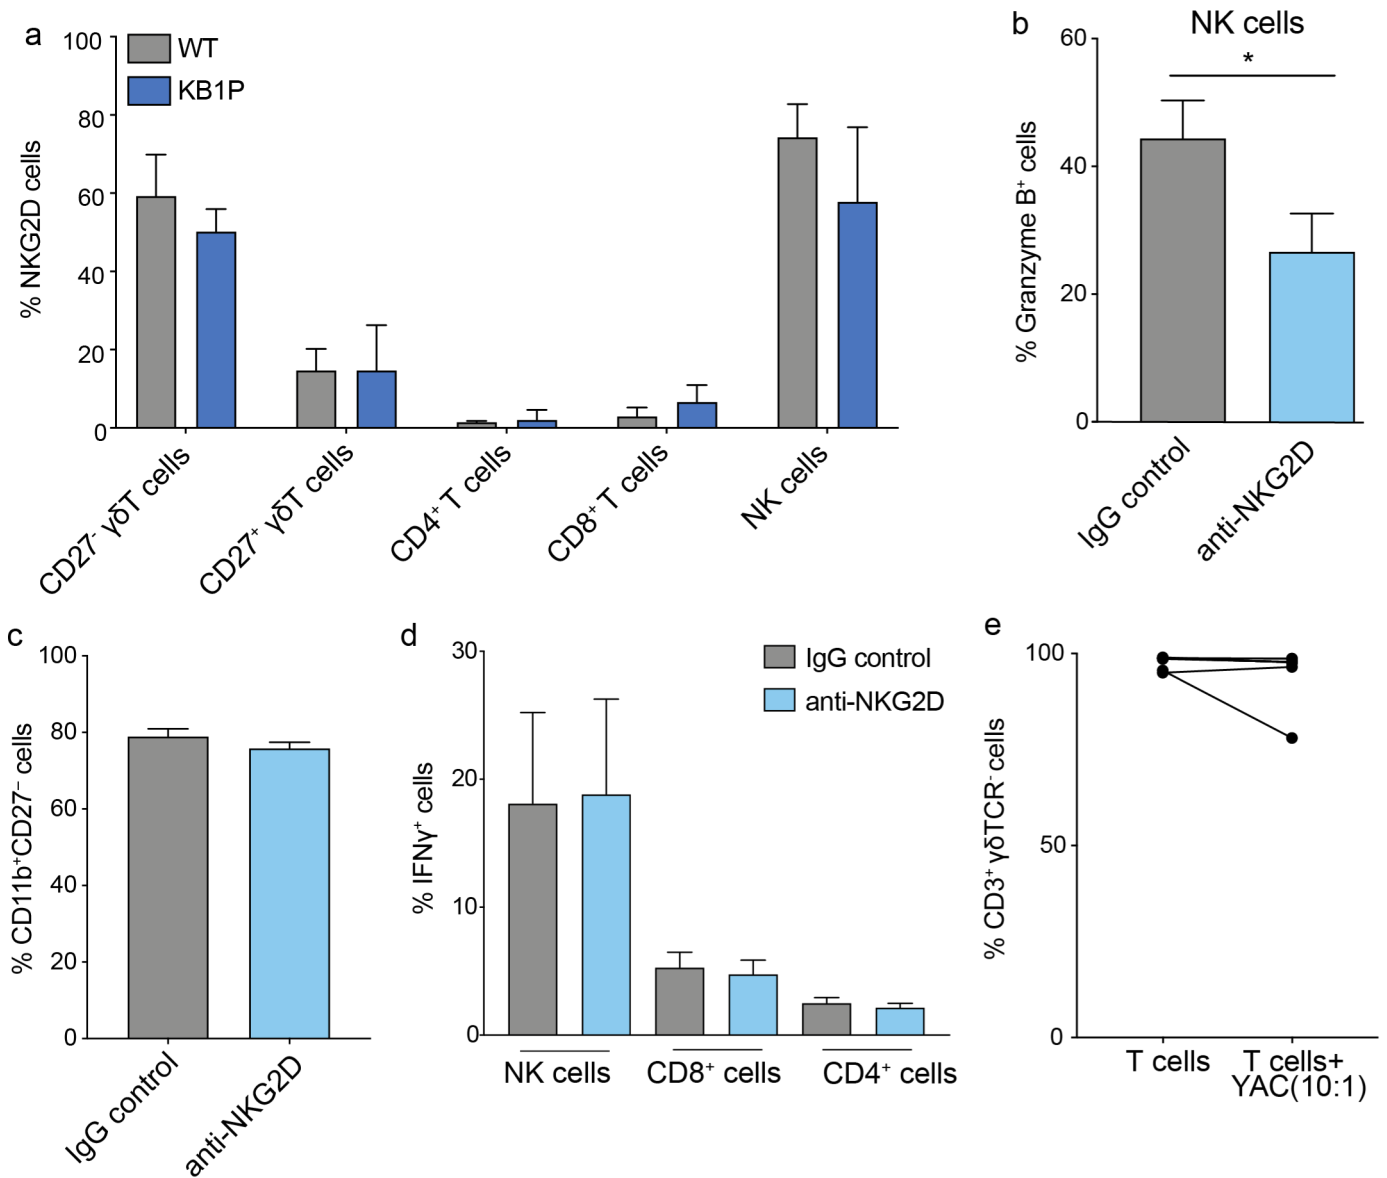 a
100
80
60
40
20
0
% NKG2D cells
WT
KB1P
CD27⁻ γδT cells
CD27⁺ γδT cells
CD4⁺ T cells
CD8⁺ T cells
NK cells
b
NK cells
*
60
40
20
0
% Granzyme B⁺ cells
IgG control
anti-NKG2D
c
100
80
60
40
20
0
% CD11b⁺CD27⁻ cells
IgG control
anti-NKG2D
d
30
20
10
0
% IFNγ⁺ cells
IgG control
anti-NKG2D
NK cells
CD8⁺ cells
CD4⁺ cells
e
100
50
0
% CD3⁺ γδTCR⁻ cells
T cells
T cells+
YAC(10:1)